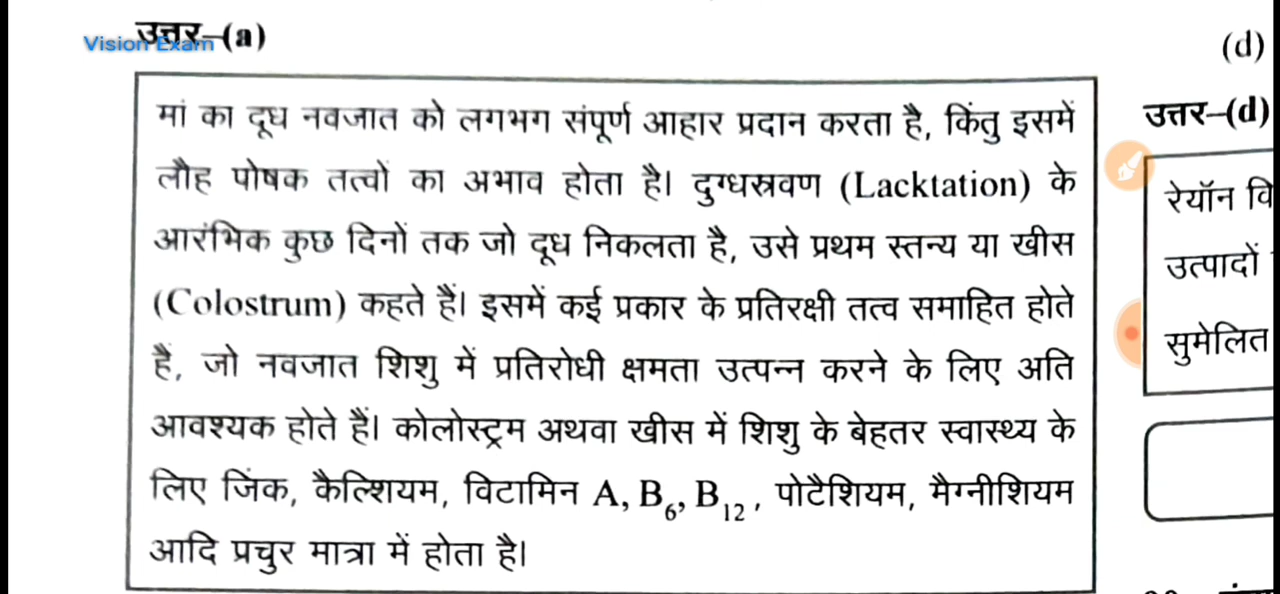 उत्तर–(a)
Vision Exam
मां का दूध नवजात को लगभग संपूर्ण आहार प्रदान करता है, किंतु इसमें
लौह पोषक तत्वों का अभाव होता है। दुग्धस्रवण (Lacktation) के
आरंभिक कुछ दिनों तक जो दूध निकलता है, उसे प्रथम स्तन्य या खीस
(Colostrum) कहते हैं। इसमें कई प्रकार के प्रतिरक्षी तत्व समाहित होते
हैं, जो नवजात शिशु में प्रतिरोधी क्षमता उत्पन्न करने के लिए अति
आवश्यक होते हैं। कोलोस्ट्रम अथवा खीस में शिशु के बेहतर स्वास्थ्य के
लिए जिंक, कैल्शियम, विटामिन A, B₆, B₁₂, पोटैशियम, मैग्नीशियम
आदि प्रचुर मात्रा में होता है।
(d)
उत्तर–(d)
रेयॉन वि
उत्पादों
सुमेलित